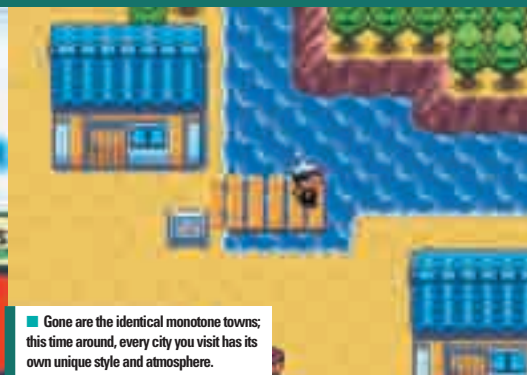 ■ Gone are the identical monotone towns;
this time around, every city you visit has its
own unique style and atmosphere.